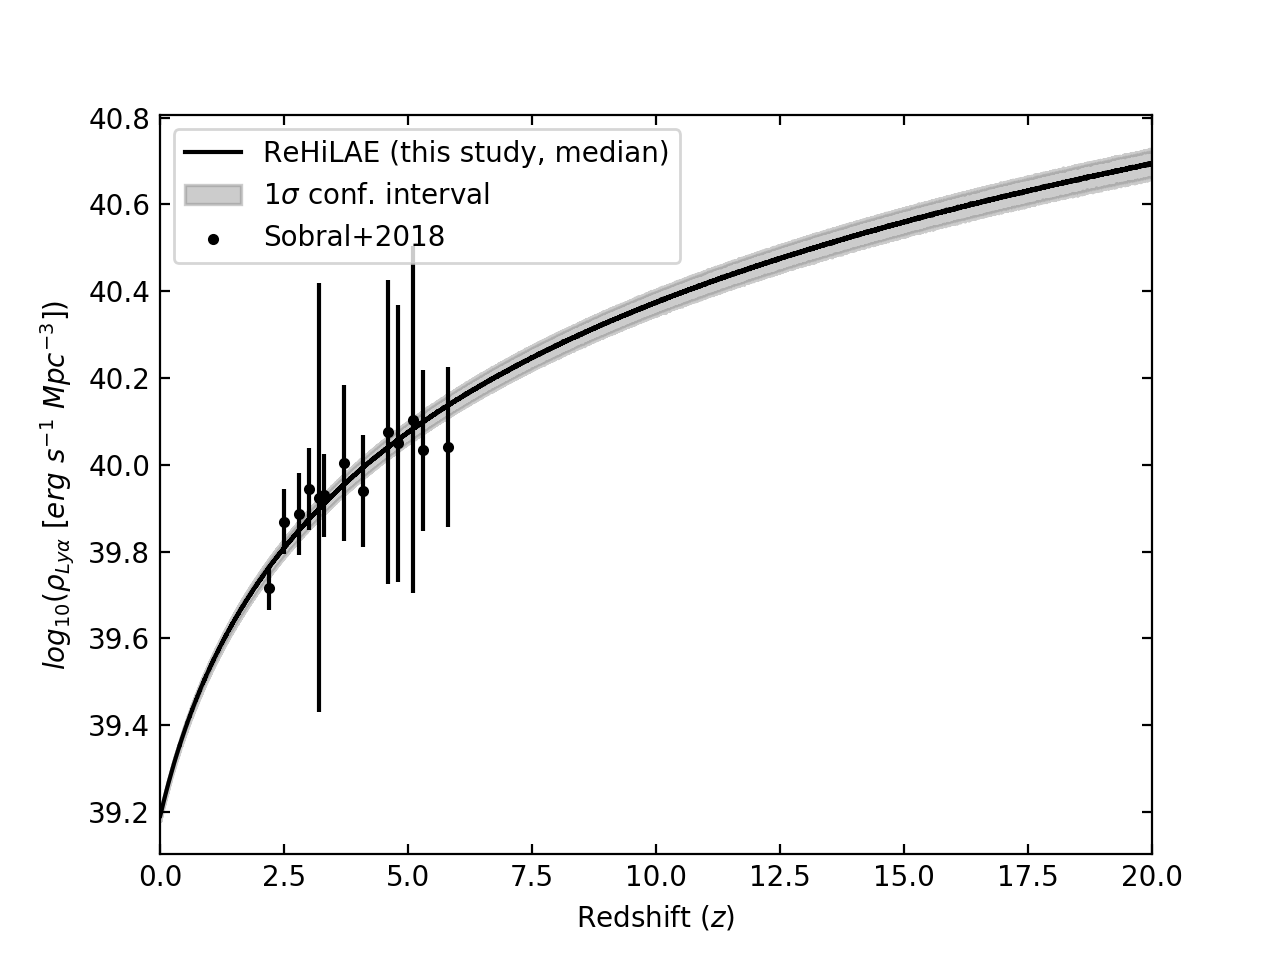 ReHiLAE (this study, median)
1σ conf. interval
Sobral+2018
40.8
40.6
40.4
40.2
40.0
39.8
39.6
39.4
39.2
log₁₀(ρ_Lyα [erg s⁻¹ Mpc⁻³])
0.0 2.5 5.0 7.5 10.0 12.5 15.0 17.5 20.0
Redshift (z)